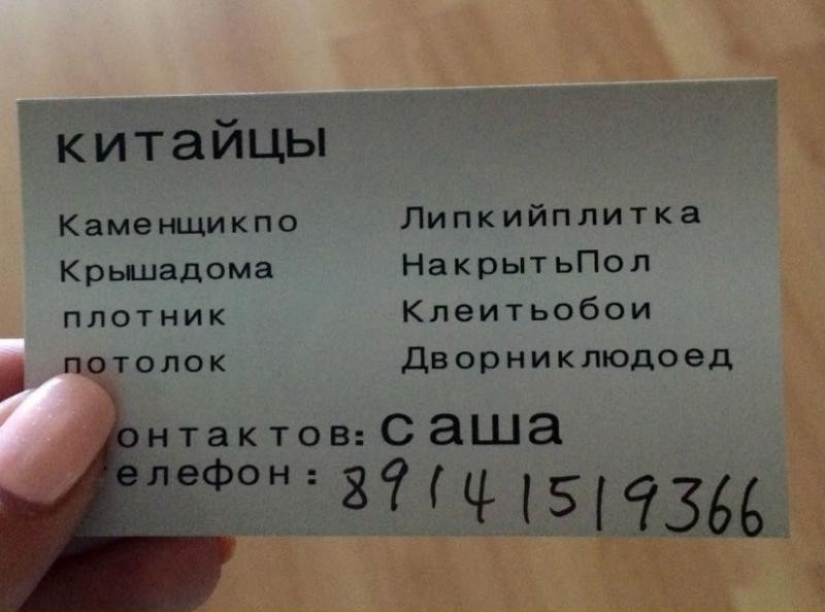 китайцы
Каменщикпо
Крышадома
плотник
потолок
Липкийплитка
НакрытьПол
Клеитьобои
Дворниклюдоед
онтактов: саша
елефон: 89141519366